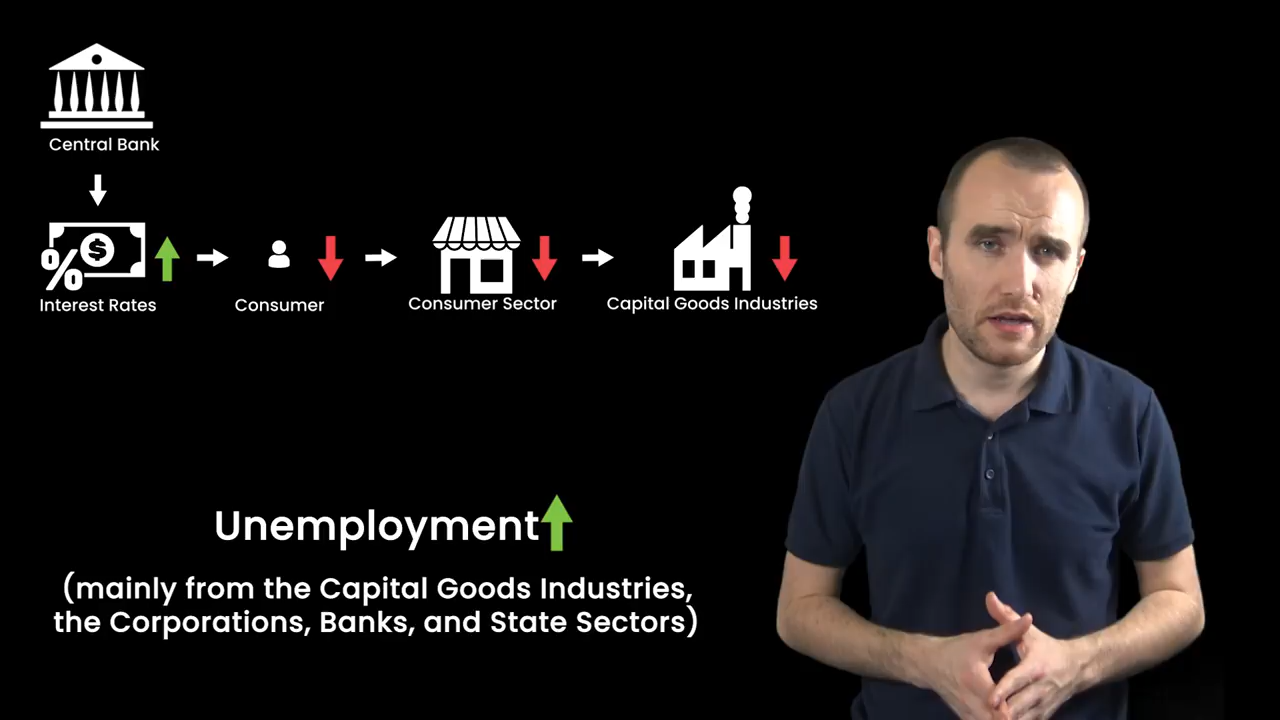 Central Bank
Interest Rates
Consumer
Consumer Sector
Capital Goods Industries
Unemployment
(mainly from the Capital Goods Industries,
the Corporations, Banks, and State Sectors)